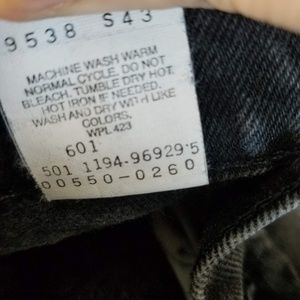 9538 S43
MACHINE WASH WARM
NORMAL CYCLE. DO NOT
BLEACH. TUMBLE DRY HOT.
HOT IRON IF NEEDED.
WASH AND DRY WITH LIKE
COLORS.
WPL 423
601
501 1194-96929-5
00550-0260